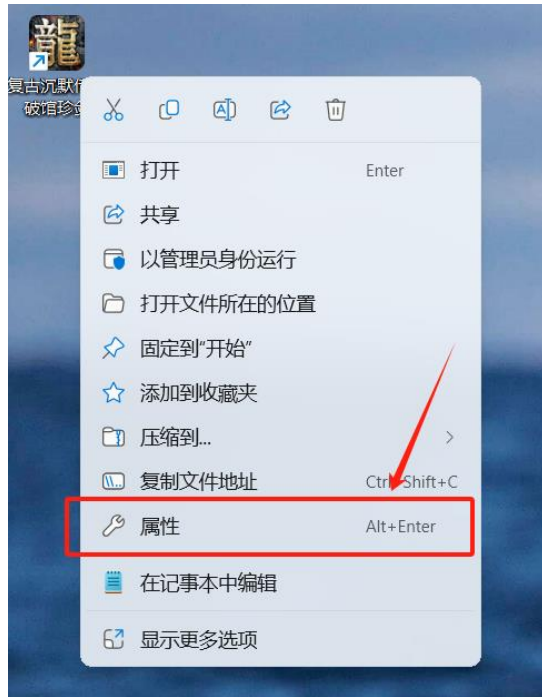 龍
复古沉默
破馆珍
打开 Enter
共享
以管理员身份运行
打开文件所在的位置
固定到“开始”
添加到收藏夹
压缩到...
复制文件地址 Ctrl+Shift+C
属性 Alt+Enter
在记事本中编辑
显示更多选项